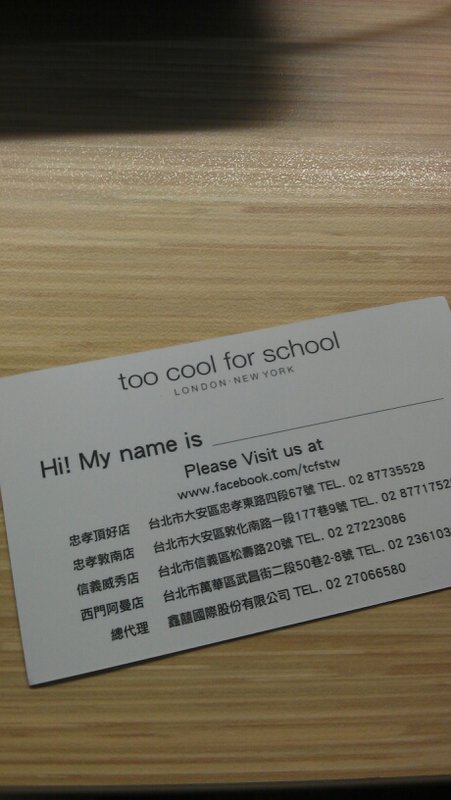 too cool for school
LONDON·NEW YORK
Hi! My name is
Please Visit us at
www.facebook.com/tcfstw
忠孝頂好店 台北市大安區忠孝東路四段67號 TEL. 02 87735528
忠孝敦南店 台北市大安區敦化南路一段177巷9號 TEL. 02 8771752
信義威秀店 台北市信義區松壽路20號 TEL. 02 27223086
西門阿曼店 台北市萬華區武昌街二段50巷2-8號 TEL. 02 236103
總代理 鑫囍國際股份有限公司 TEL. 02 27066580